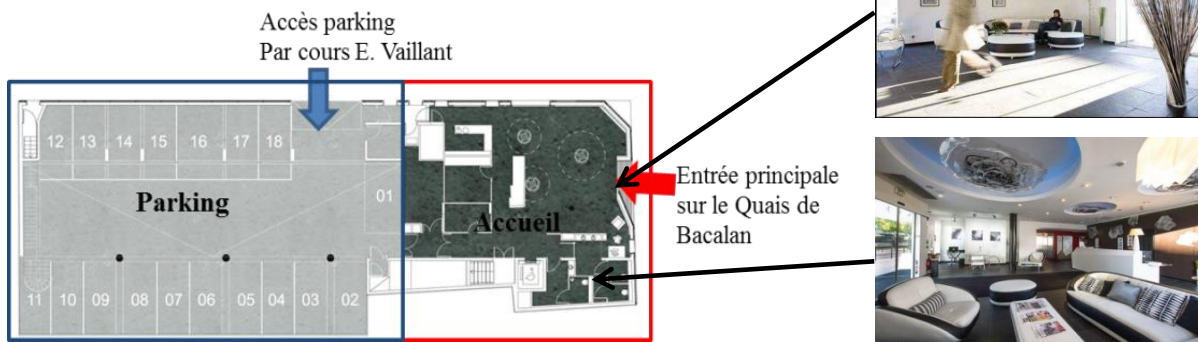 Accès parking
Par cours E. Vaillant
12 13 14 15 16 17 18
01
Parking
Accueil
Entrée principale
sur le Quais de
Bacalan
11 10 09 08 07 06 05 04 03 02